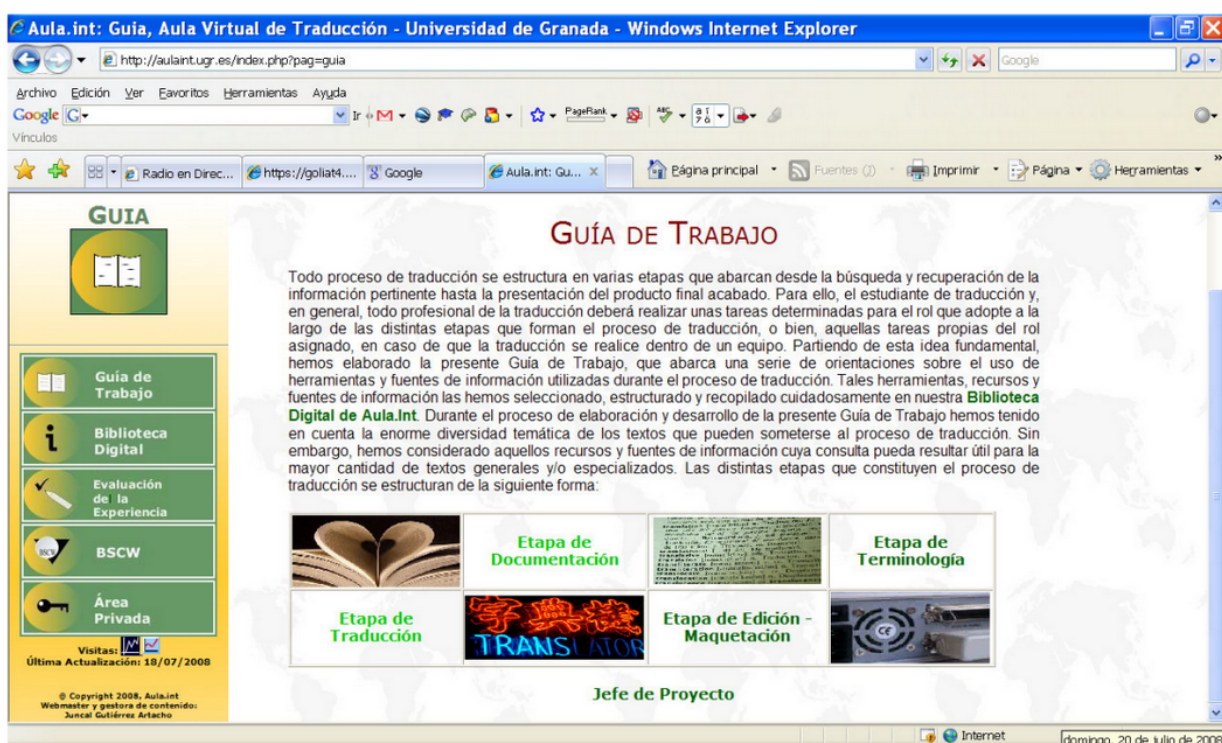 Aula.int: Guia, Aula Virtual de Traducción - Universidad de Granada - Windows Internet Explorer
http://aulaint.ugr.es/index.php?pag=guia
Google
Archivo Edición Ver Favoritos Herramientas Ayuda
Google G Ir PageRank
Vínculos
Radio en Direc... https://goliat4.... Google Aula.int: Gu... X Página principal Fuentes (J) Imprimir Página Herramientas »
GUIA
Guía de
Trabajo
Biblioteca
Digital
Evaluación
de la
Experiencia
BSCW
BSCW
Área
Privada
Visitas:
Última Actualización: 18/07/2008
© Copyright 2008, Aula.int
Webmaster y gestora de contenido:
Juncal Gutiérrez Artacho
GUÍA DE TRABAJO
Todo proceso de traducción se estructura en varias etapas que abarcan desde la búsqueda y recuperación de la
información pertinente hasta la presentación del producto final acabado. Para ello, el estudiante de traducción y,
en general, todo profesional de la traducción deberá realizar unas tareas determinadas para el rol que adopte a lo
largo de las distintas etapas que forman el proceso de traducción, o bien, aquellas tareas propias del rol
asignado, en caso de que la traducción se realice dentro de un equipo. Partiendo de esta idea fundamental,
hemos elaborado la presente Guía de Trabajo, que abarca una serie de orientaciones sobre el uso de
herramientas y fuentes de información utilizadas durante el proceso de traducción. Tales herramientas, recursos y
fuentes de información las hemos seleccionado, estructurado y recopilado cuidadosamente en nuestra Biblioteca
Digital de Aula.Int. Durante el proceso de elaboración y desarrollo de la presente Guía de Trabajo hemos tenido
en cuenta la enorme diversidad temática de los textos que pueden someterse al proceso de traducción. Sin
embargo, hemos considerado aquellos recursos y fuentes de información cuya consulta pueda resultar útil para la
mayor cantidad de textos generales y/o especializados. Las distintas etapas que constituyen el proceso de
traducción se estructuran de la siguiente forma:
Etapa de
Documentación
Etapa de
Terminología
Etapa de
Traducción
TRANSLATOR
Etapa de Edición -
Maquetación
CE
Jefe de Proyecto
Internet
domingo, 20 de julio de 2008